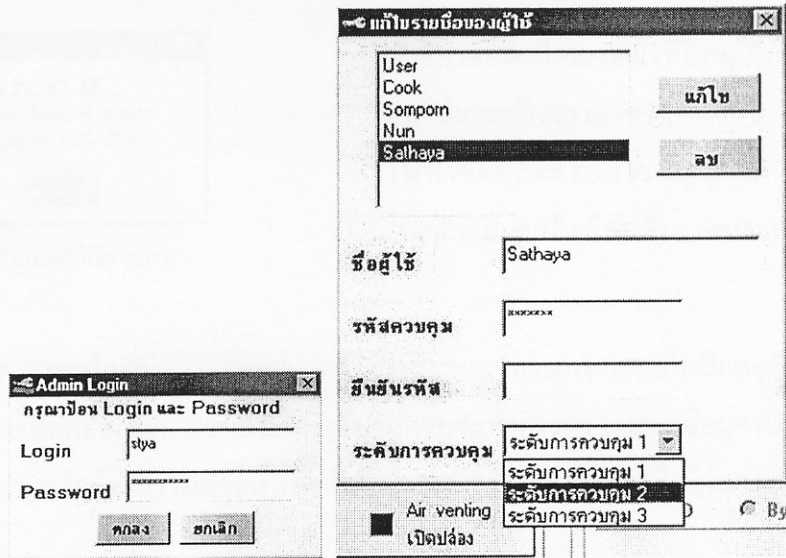 แก้ไขรายชื่อของผู้ใช้
User
Cook
Somporn
Nun
Sathaya
แก้ไข
ลบ
ชื่อผู้ใช้
Sathaya
รหัสควบคุม
×××××××
ยืนยันรหัส
ระดับการควบคุม
ระดับการควบคุม 1
ระดับการควบคุม 1
ระดับการควบคุม 2
ระดับการควบคุม 3
Air venting
เปิดปล่อง
By
Admin Login
กรุณาป้อน Login และ Password
Login
stya
Password
××××××××××
ตกลง
ยกเลิก